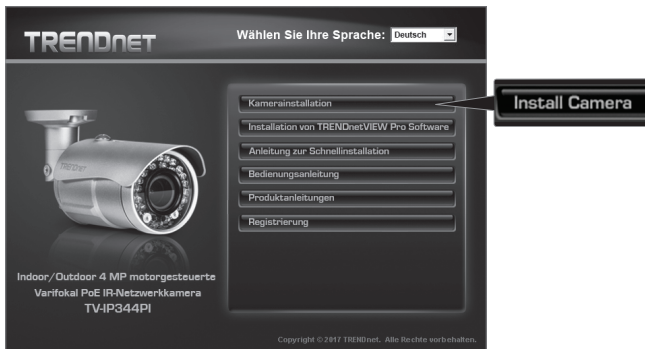 TRENDNET
Wählen Sie Ihre Sprache: Deutsch
Kamerainstallation
Install Camera
Installation von TRENDnetVIEW Pro Software
Anleitung zur Schnellinstallation
Bedienungsanleitung
Produktanleitungen
Registrierung
TRENDnet
Indoor/Outdoor 4 MP motorgesteuerte
Varifokal PoE IR-Netzwerkkamera
TV-IP344PI
Copyright © 2017 TRENDnet. Alle Rechte vorbehalten.